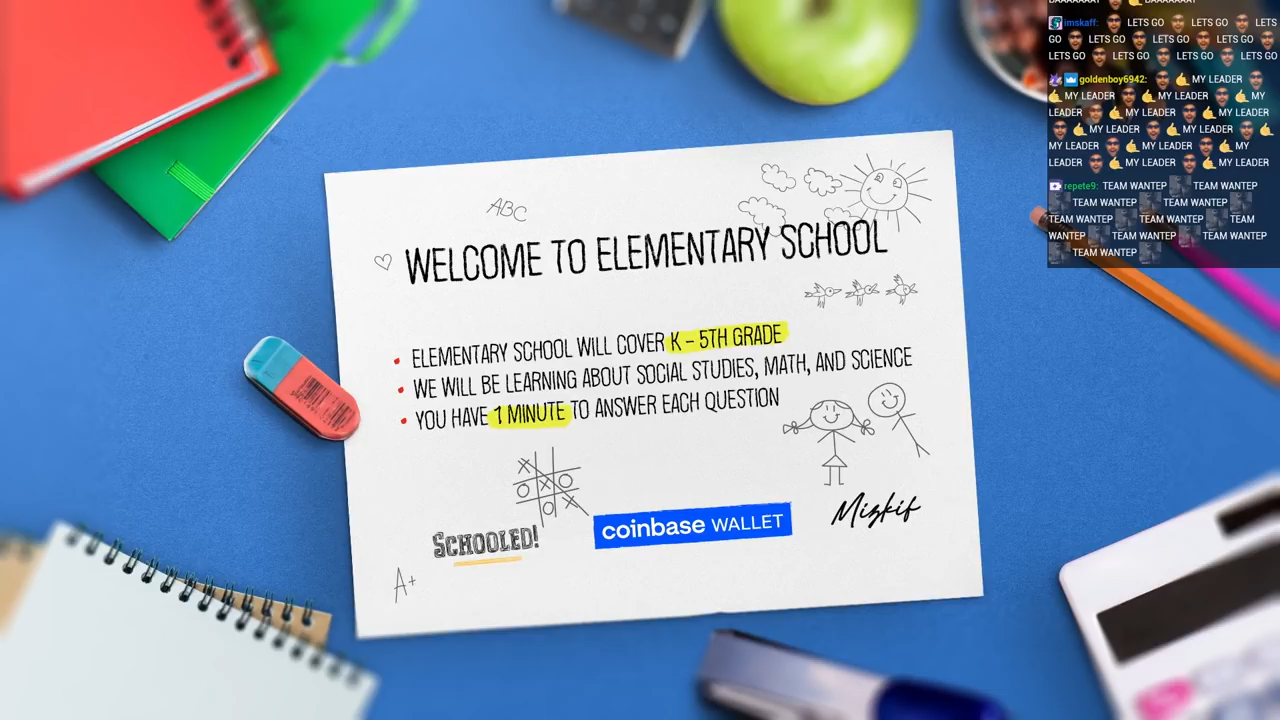 ABC
WELCOME TO ELEMENTARY SCHOOL
ELEMENTARY SCHOOL WILL COVER K - 5TH GRADE
WE WILL BE LEARNING ABOUT SOCIAL STUDIES, MATH, AND SCIENCE
YOU HAVE 1 MINUTE TO ANSWER EACH QUESTION
SCHOOLED!
coinbase WALLET
Mizkif
A+
imskaff: LETS GO LETS GO LETS
GO LETS GO LETS GO LETS GO
LETS GO LETS GO LETS GO
goldenboy6942: MY LEADER
MY LEADER MY LEADER MY
LEADER MY LEADER MY LEADER
MY LEADER MY LEADER
MY LEADER MY LEADER MY
LEADER MY LEADER MY LEADER
repete9: TEAM WANTEP TEAM WANTEP
TEAM WANTEP TEAM WANTEP
TEAM WANTEP TEAM WANTEP TEAM
WANTEP TEAM WANTEP TEAM WANTEP
TEAM WANTEP